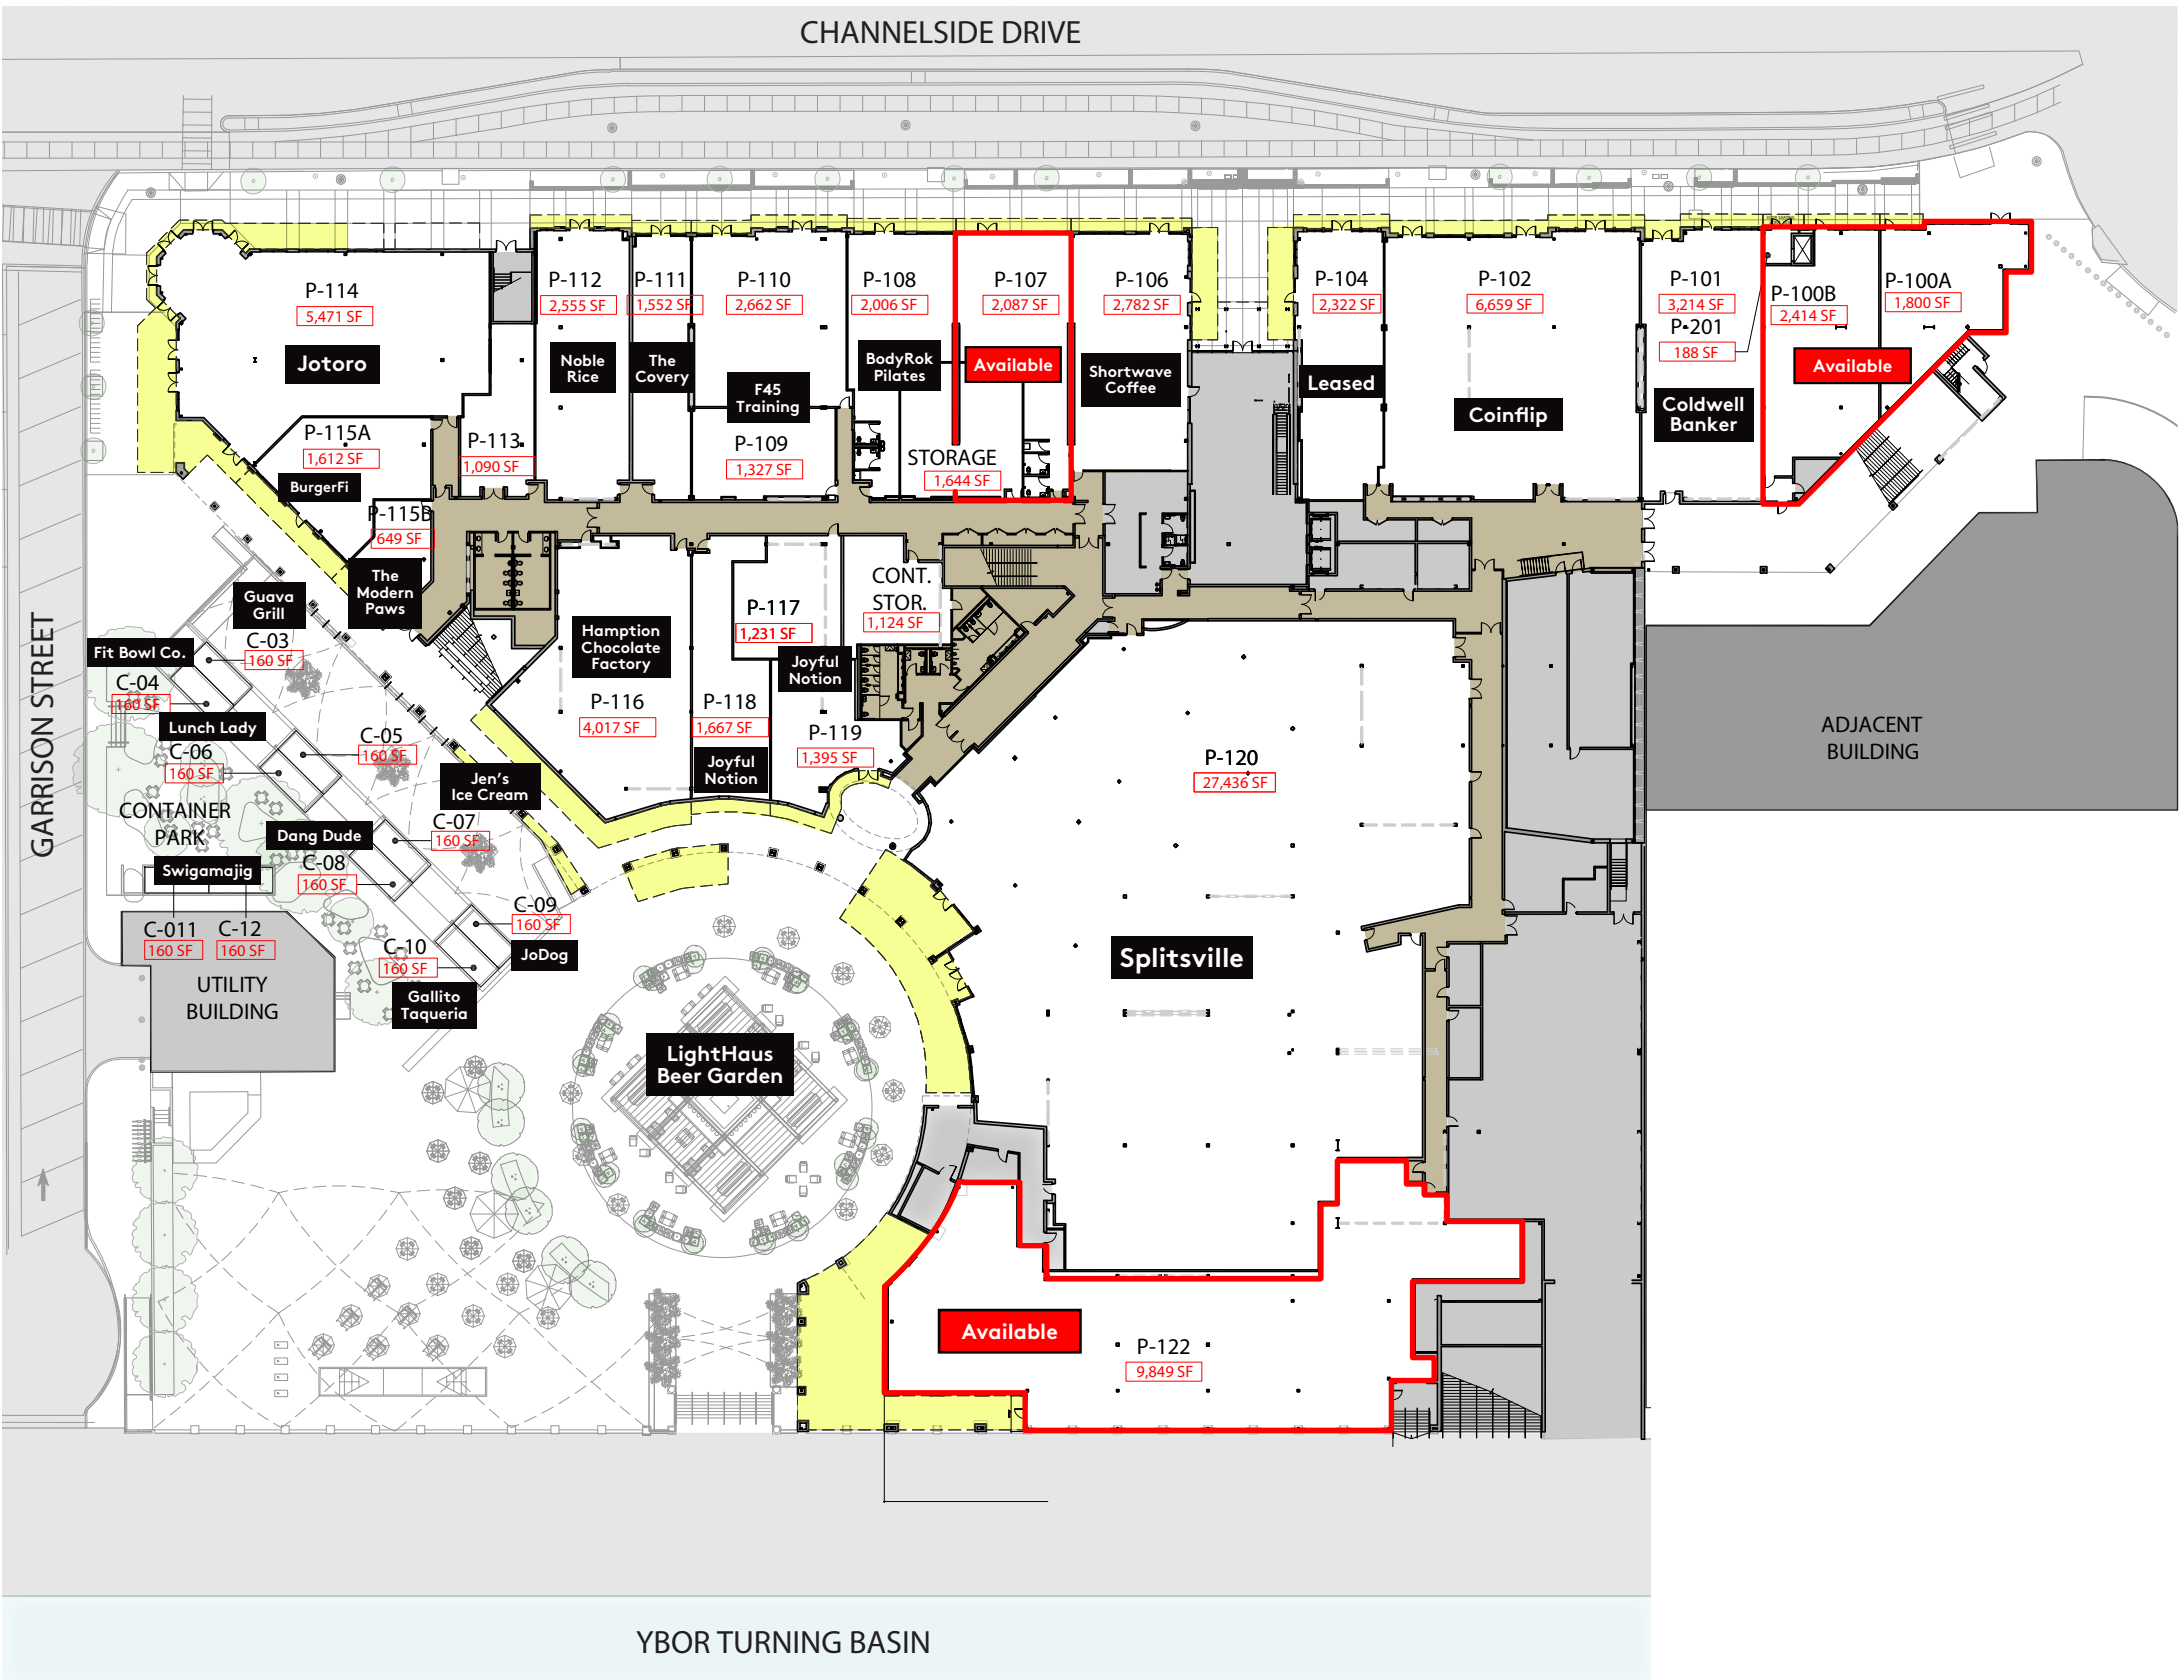 CHANNELSIDE DRIVE
GARRISON STREET
P-114
5,471 SF
Jotoro
P-112
2,555 SF
Noble
Rice
P-111
1,552 SF
The
Covery
P-110
2,662 SF
F45
Training
P-109
1,327 SF
P-108
2,006 SF
BodyRok
Pilates
P-107
2,087 SF
Available
STORAGE
1,644 SF
P-106
2,782 SF
Shortwave
Coffee
P-104
2,322 SF
Leased
P-102
6,659 SF
Coinflip
P-101
3,214 SF
P-201
188 SF
Coldwell
Banker
P-100B
2,414 SF
P-100A
1,800 SF
Available
P-115A
1,612 SF
BurgerFi
P-113
1,090 SF
P-115B
649 SF
The
Modern
Paws
Guava
Grill
C-03
160 SF
Fit Bowl Co.
C-04
160 SF
Lunch Lady
C-06
160 SF
C-05
160 SF
Jen's
Ice Cream
CONTAINER
PARK
C-07
160 SF
Dang Dude
C-08
160 SF
Swigamajig
C-09
160 SF
JoDog
C-011
160 SF
C-12
160 SF
C-10
160 SF
Gallito
Taqueria
UTILITY
BUILDING
Hamption
Chocolate
Factory
P-116
4,017 SF
P-117
1,231 SF
Joyful
Notion
P-118
1,667 SF
Joyful
Notion
P-119
1,395 SF
CONT.
STOR.
1,124 SF
P-120
27,436 SF
Splitsville
ADJACENT
BUILDING
LightHaus
Beer Garden
Available
P-122
9,849 SF
YBOR TURNING BASIN